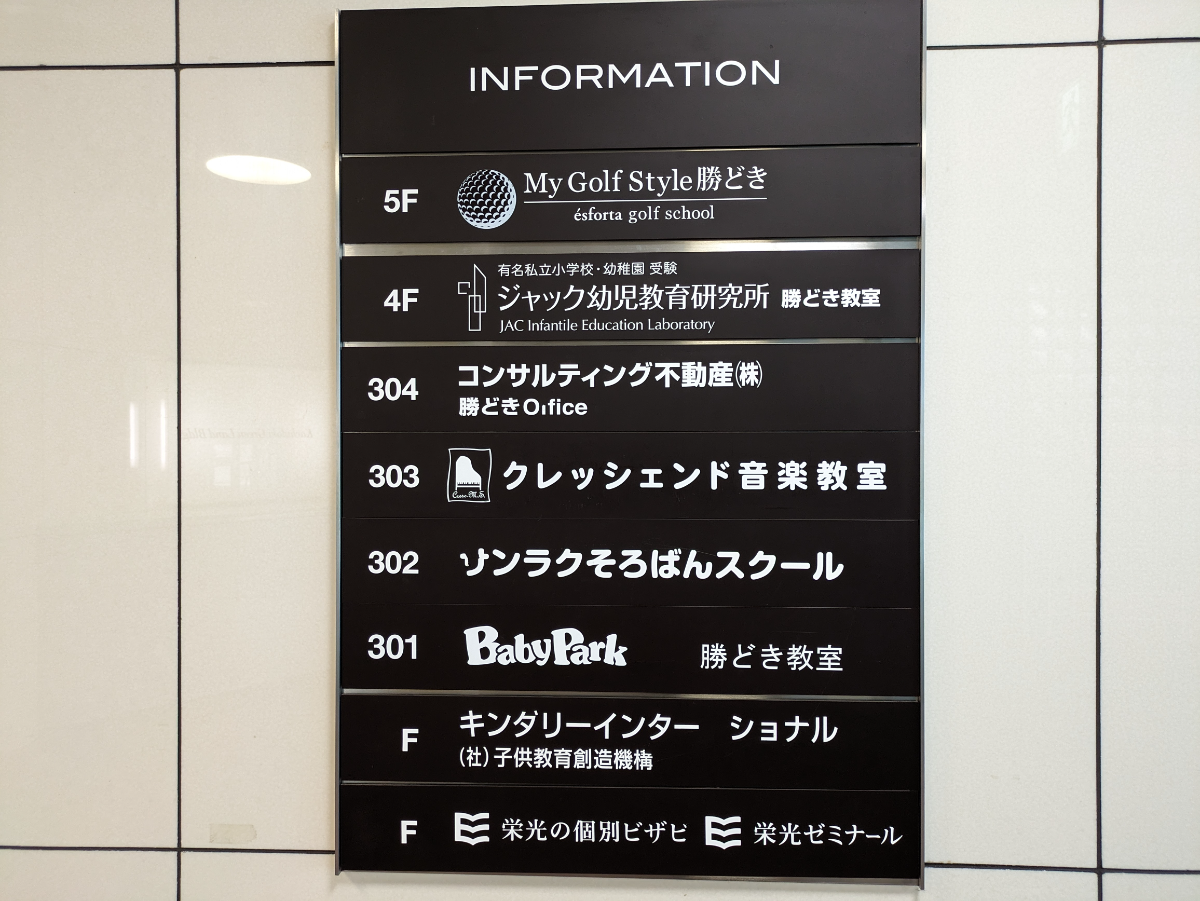 INFORMATION
5F
My Golf Style勝どき
ésforta golf school
4F
有名私立小学校・幼稚園 受験
ジャック幼児教育研究所 勝どき教室
JAC Infantile Education Laboratory
304
コンサルティング不動産㈱
勝どきOıfice
303
クレッシェンド音楽教室
Cresc.M.S.
302
ソンラクそろばんスクール
301
BabyPark 勝どき教室
F
キンダリーインター ショナル
(社)子供教育創造機構
F
栄光の個別ビザビ 栄光ゼミナール